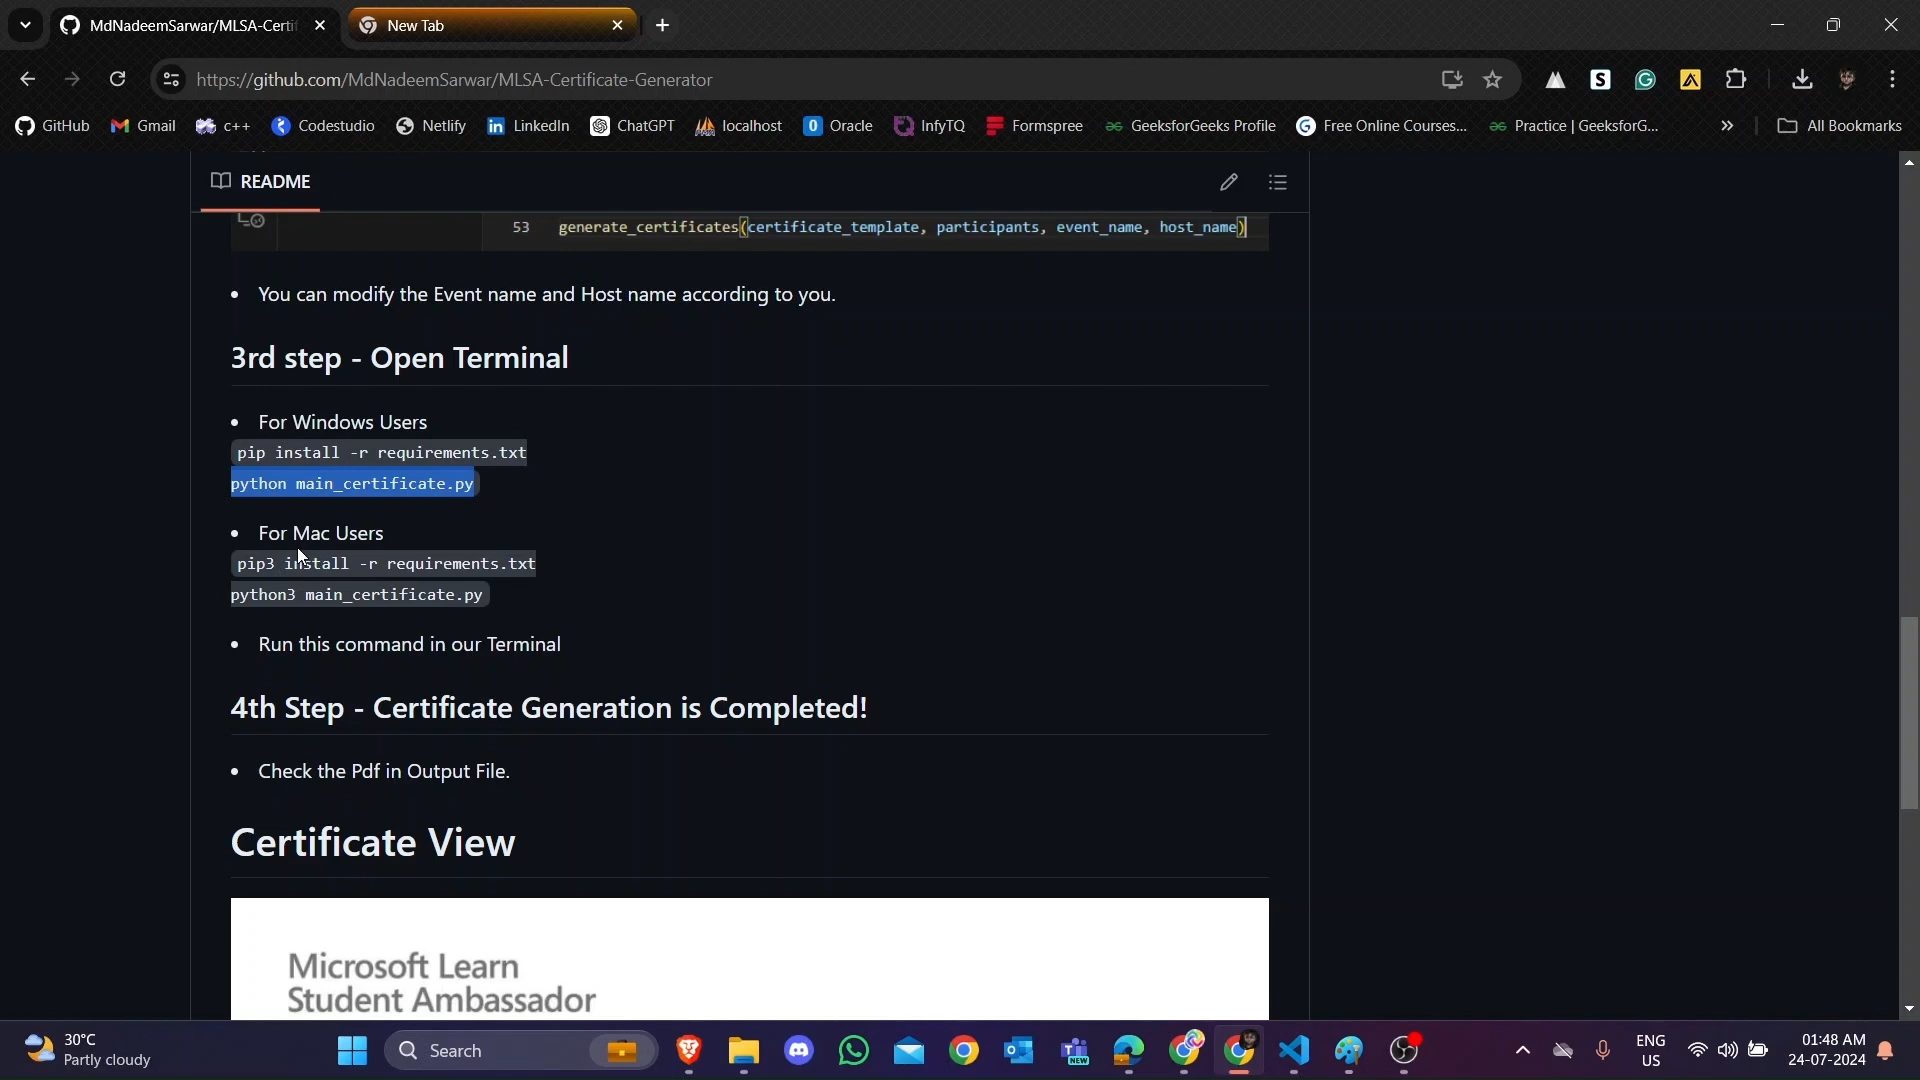 MdNadeemSarwar/MLSA-Certif
New Tab
https://github.com/MdNadeemSarwar/MLSA-Certificate-Generator
GitHub
Gmail
c++
Codestudio
Netlify
LinkedIn
ChatGPT
localhost
Oracle
InfyTQ
Formspree
GeeksforGeeks Profile
Free Online Courses...
Practice | GeeksforG...
All Bookmarks
README
53 generate_certificates(certificate_template, participants, event_name, host_name)
• You can modify the Event name and Host name according to you.
3rd step - Open Terminal
• For Windows Users
pip install -r requirements.txt
python main_certificate.py
• For Mac Users
pip3 install -r requirements.txt
python3 main_certificate.py
• Run this command in our Terminal
4th Step - Certificate Generation is Completed!
• Check the Pdf in Output File.
Certificate View
Microsoft Learn
Student Ambassador
30°C
Partly cloudy
Search
NEW
ENG
US
01:48 AM
24-07-2024